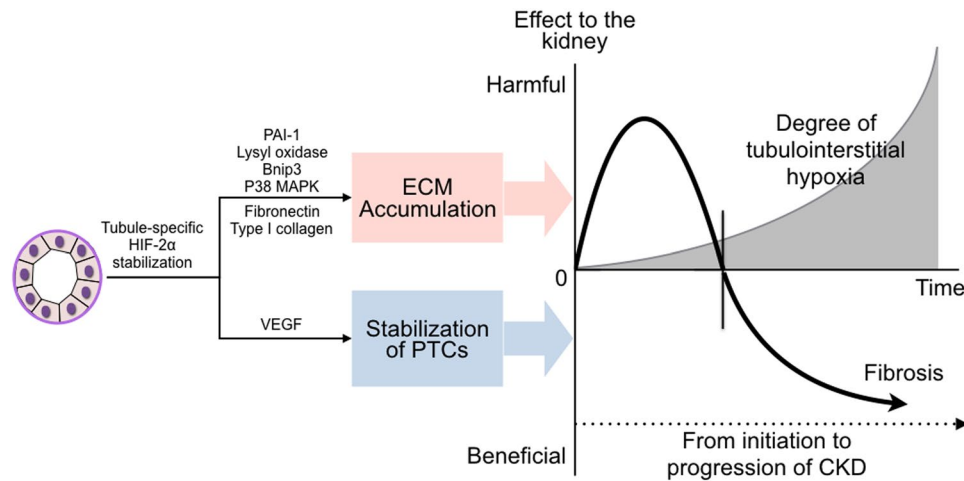 Effect to the
kidney
Harmful
PAI-1
Lysyl oxidase
Bnip3
P38 MAPK
Fibronectin
Type I collagen
ECM
Accumulation
Degree of
tubulointerstitial
hypoxia
Tubule-specific
HIF-2α
stabilization
0
Time
VEGF
Stabilization
of PTCs
Fibrosis
From initiation to
progression of CKD
Beneficial